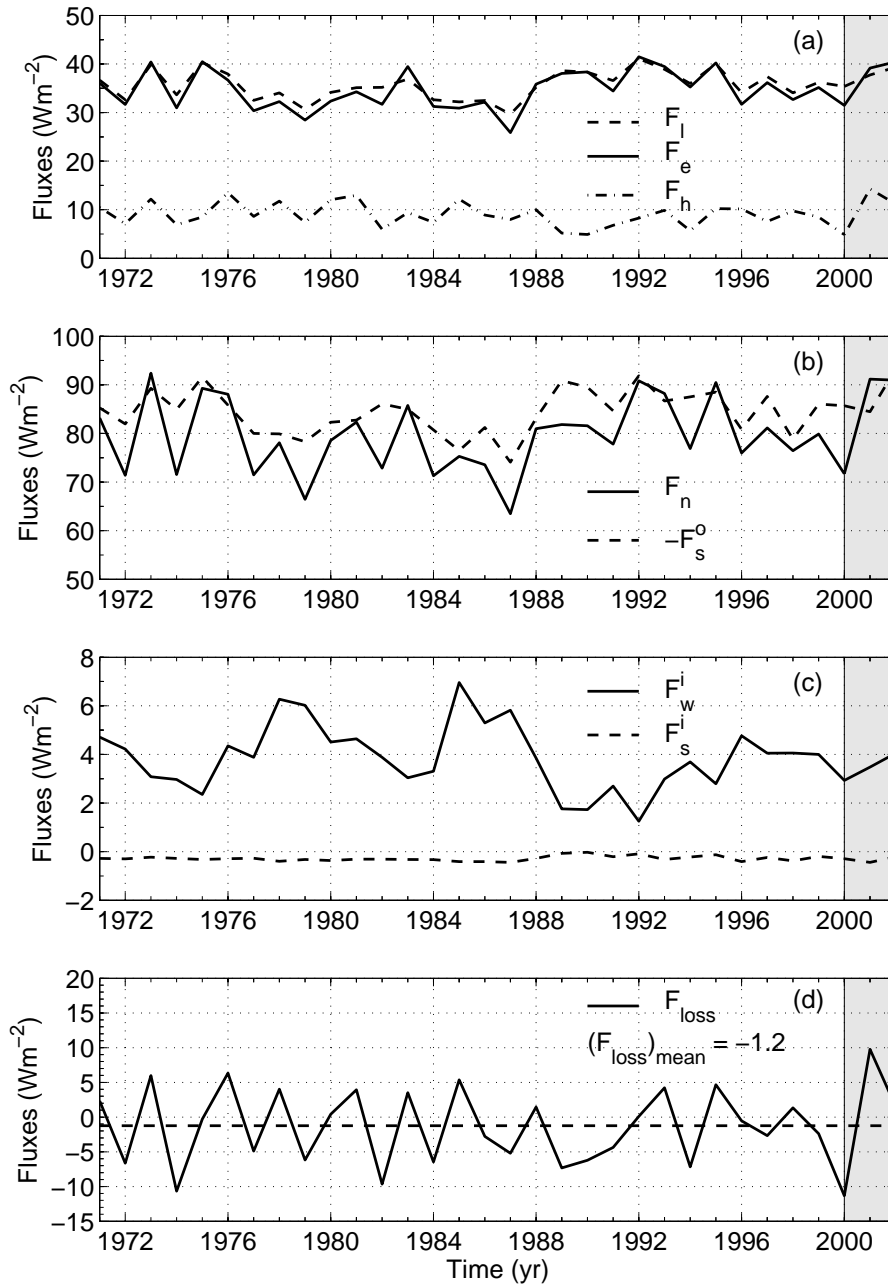 50
40
30
20
10
0
Fluxes (Wm−2)
(a)
F_l
F_e
F_h
1972 1976 1980 1984 1988 1992 1996 2000
100
90
80
70
60
50
Fluxes (Wm−2)
(b)
F_n
−F_s^o
1972 1976 1980 1984 1988 1992 1996 2000
8
6
4
2
0
−2
Fluxes (Wm−2)
(c)
F_w^i
F_s^i
1972 1976 1980 1984 1988 1992 1996 2000
20
15
10
5
0
−5
−10
−15
Fluxes (Wm−2)
(d)
F_loss
(F_loss)_mean = −1.2
1972 1976 1980 1984 1988 1992 1996 2000
Time (yr)